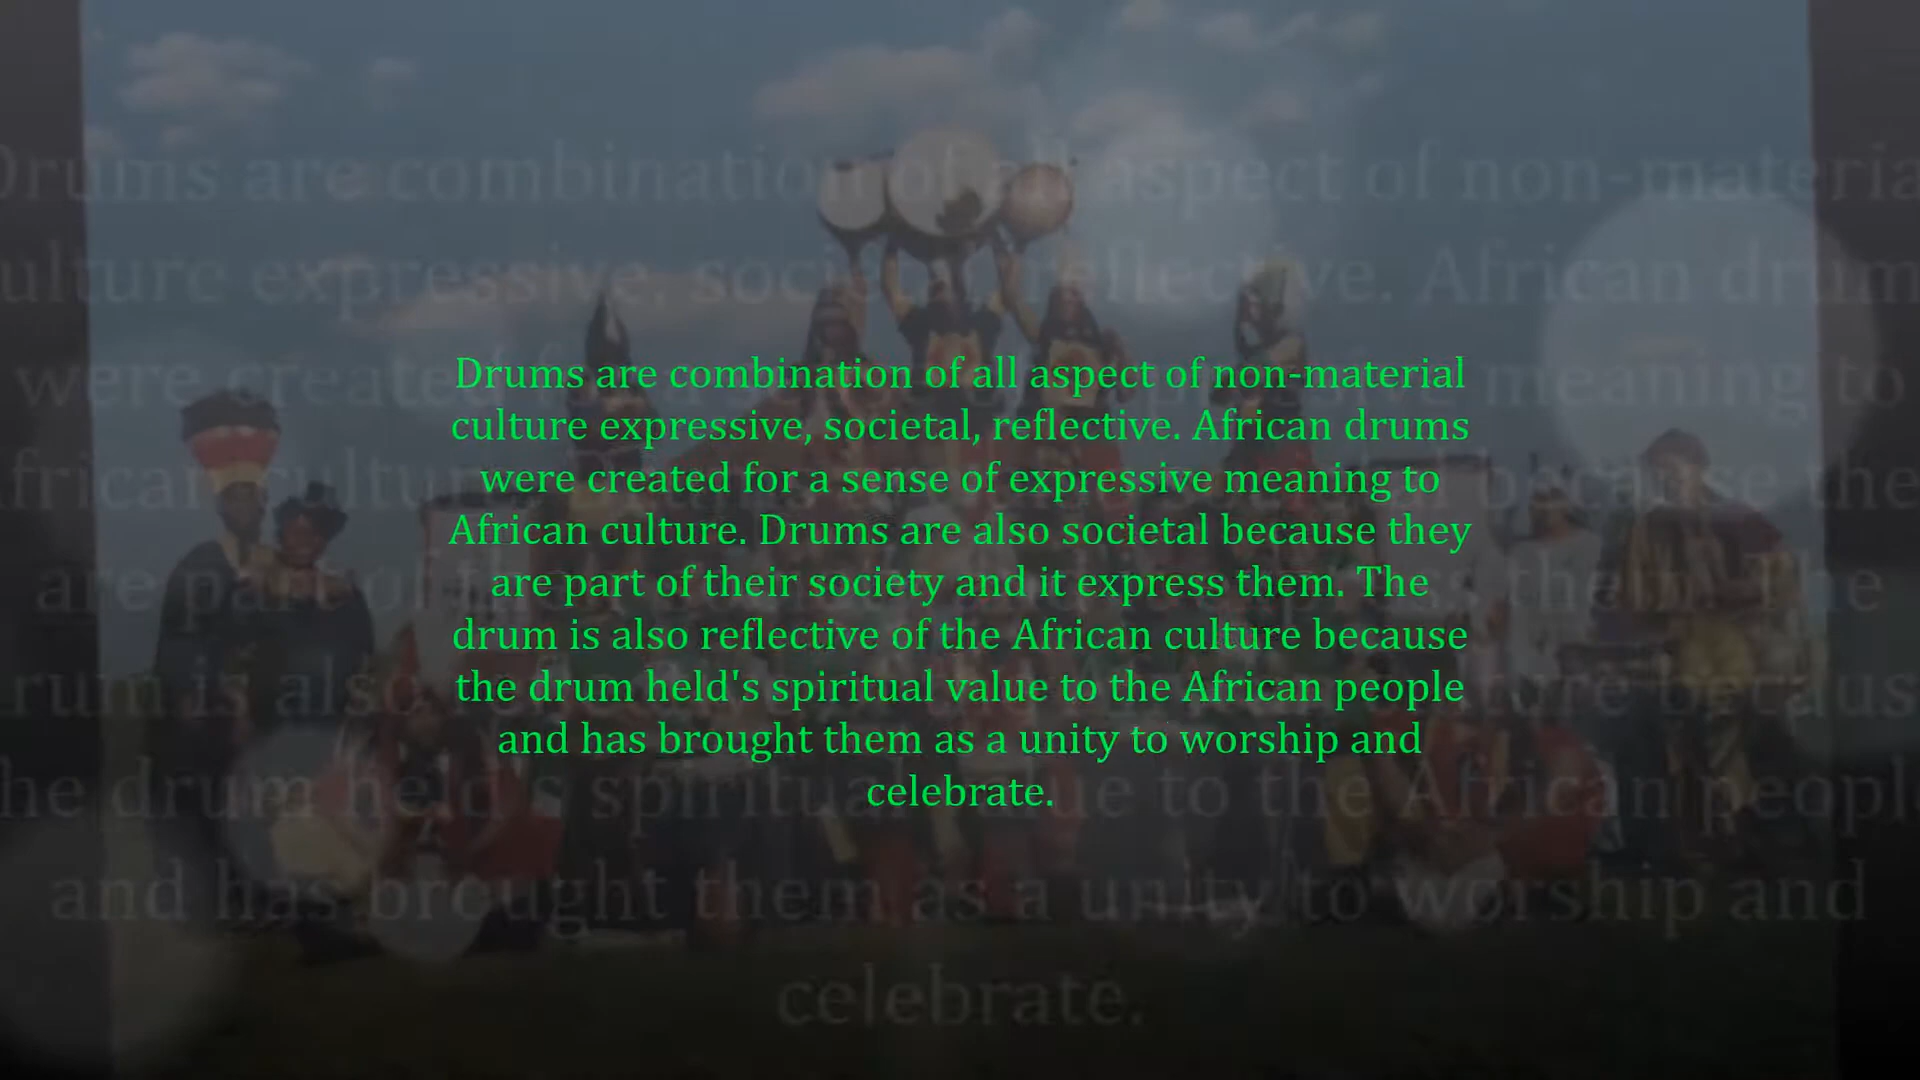 Drums are combination of all aspect of non-material
culture expressive, societal, reflective. African drums
were created for a sense of expressive meaning to
African culture. Drums are also societal because they
are part of their society and it express them. The
drum is also reflective of the African culture because
the drum held's spiritual value to the African people
and has brought them as a unity to worship and
celebrate.